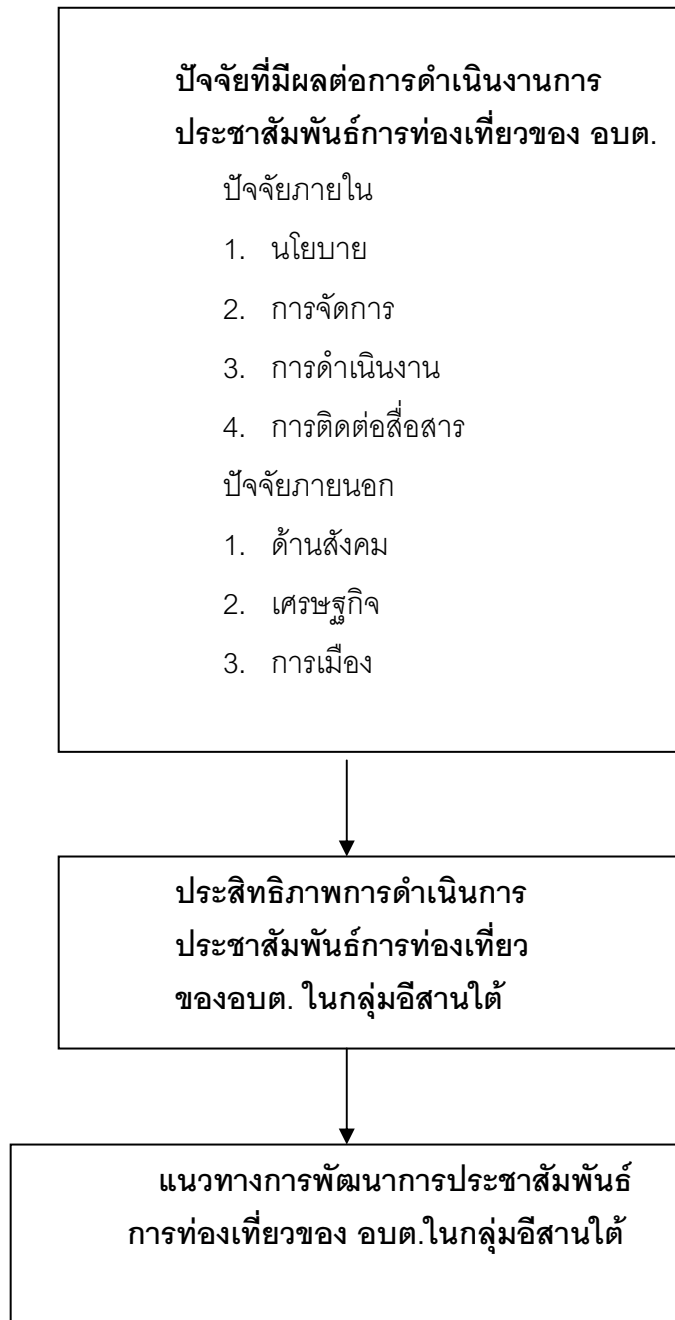 ปัจจัยที่มีผลต่อการดำเนินงานการ
ประชาสัมพันธ์การท่องเที่ยวของ อบต.
ปัจจัยภายใน
1. นโยบาย
2. การจัดการ
3. การดำเนินงาน
4. การติดต่อสื่อสาร
ปัจจัยภายนอก
1. ด้านสังคม
2. เศรษฐกิจ
3. การเมือง
ประสิทธิภาพการดำเนินการ
ประชาสัมพันธ์การท่องเที่ยว
ของอบต. ในกลุ่มอีสานใต้
แนวทางการพัฒนาการประชาสัมพันธ์
การท่องเที่ยวของ อบต.ในกลุ่มอีสานใต้